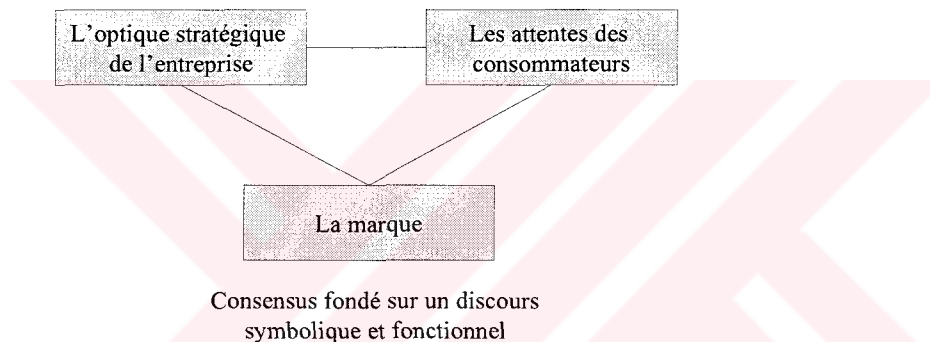 L'optique stratégique
de l'entreprise
Les attentes des
consommateurs
La marque
Consensus fondé sur un discours
symbolique et fonctionnel